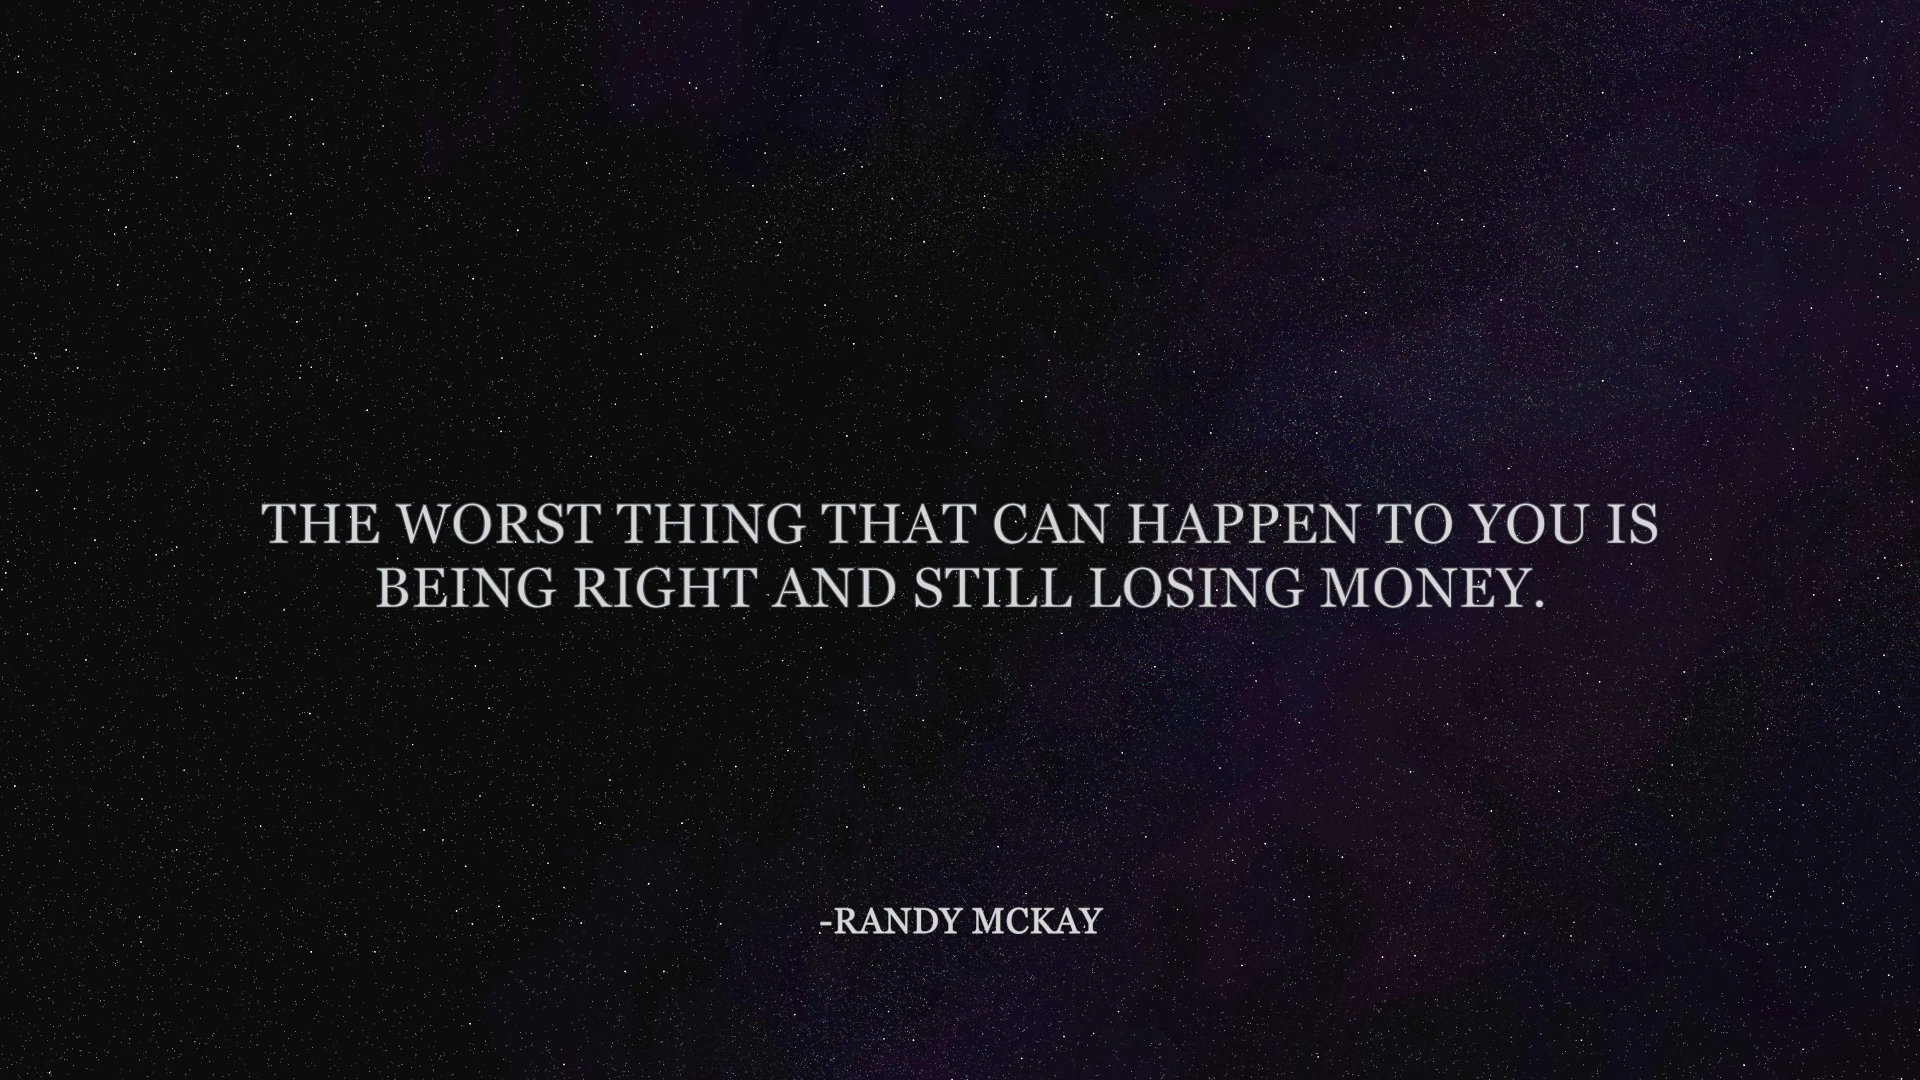 THE WORST THING THAT CAN HAPPEN TO YOU IS
BEING RIGHT AND STILL LOSING MONEY.
-RANDY MCKAY